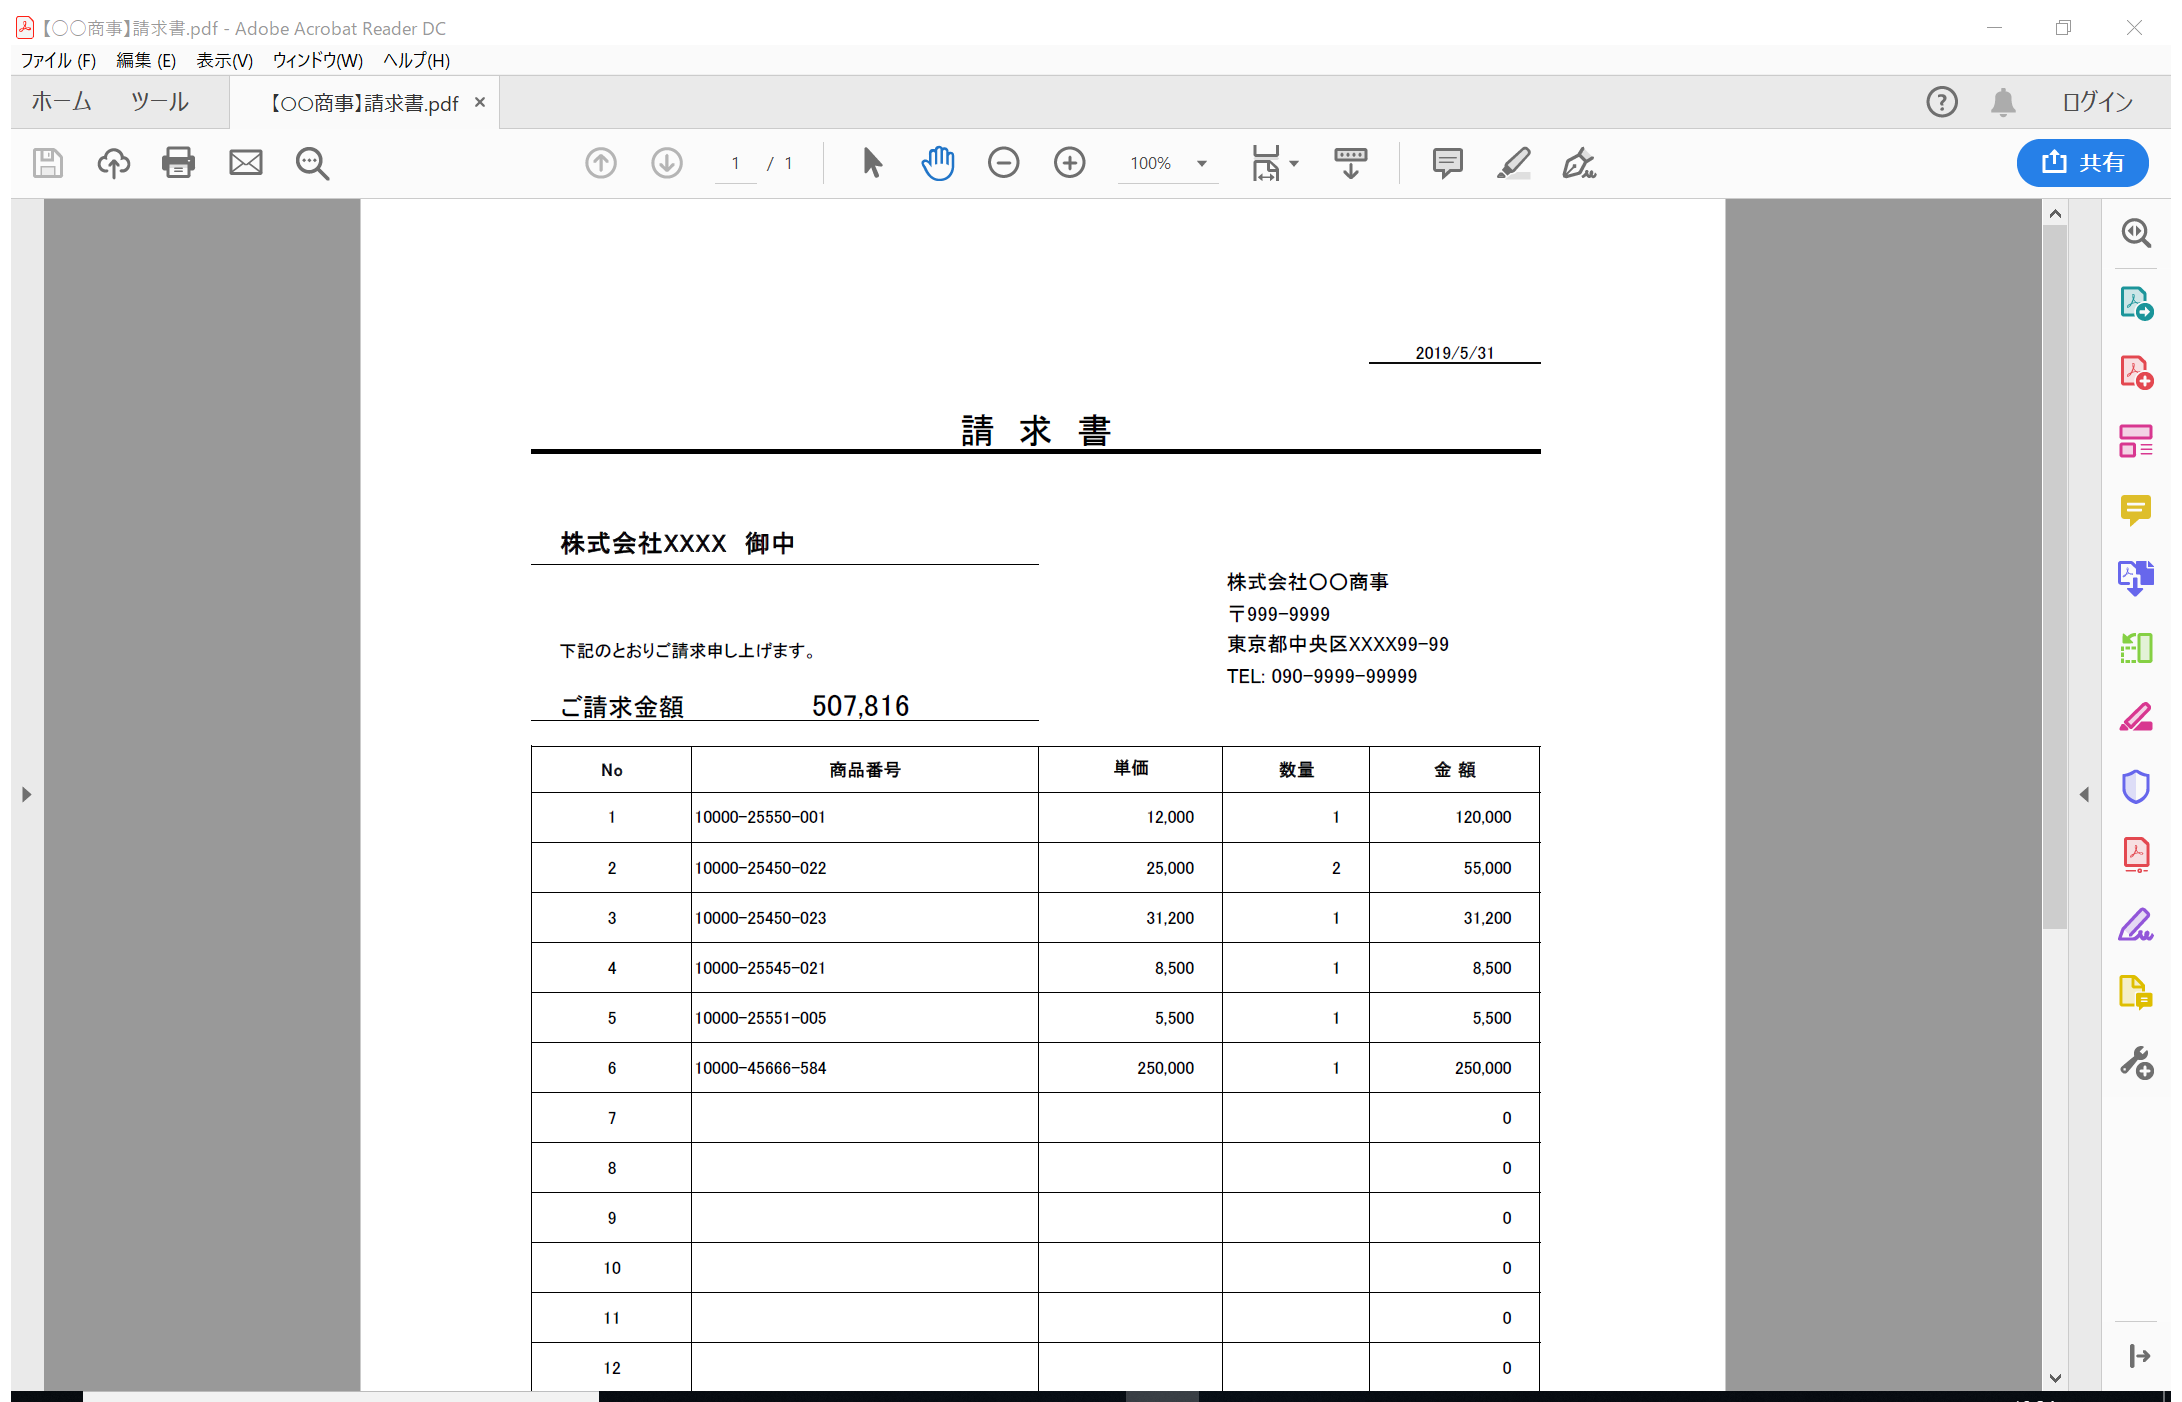 【〇〇商事】請求書.pdf - Adobe Acrobat Reader DC
ファイル (F) 編集 (E) 表示(V) ウィンドウ(W) ヘルプ(H)
ホーム ツール 【〇〇商事】請求書.pdf × ログイン
1 / 1 100% 共有
2019/5/31
請 求 書
株式会社XXXX 御中
株式会社〇〇商事
〒999-9999
東京都中央区XXXX99-99
下記のとおりご請求申し上げます。
TEL: 090-9999-99999
ご請求金額 507,816
No 商品番号 単価 数量 金 額
1 10000-25550-001 12,000 1 120,000
2 10000-25450-022 25,000 2 55,000
3 10000-25450-023 31,200 1 31,200
4 10000-25545-021 8,500 1 8,500
5 10000-25551-005 5,500 1 5,500
6 10000-45666-584 250,000 1 250,000
7 0
8 0
9 0
10 0
11 0
12 0